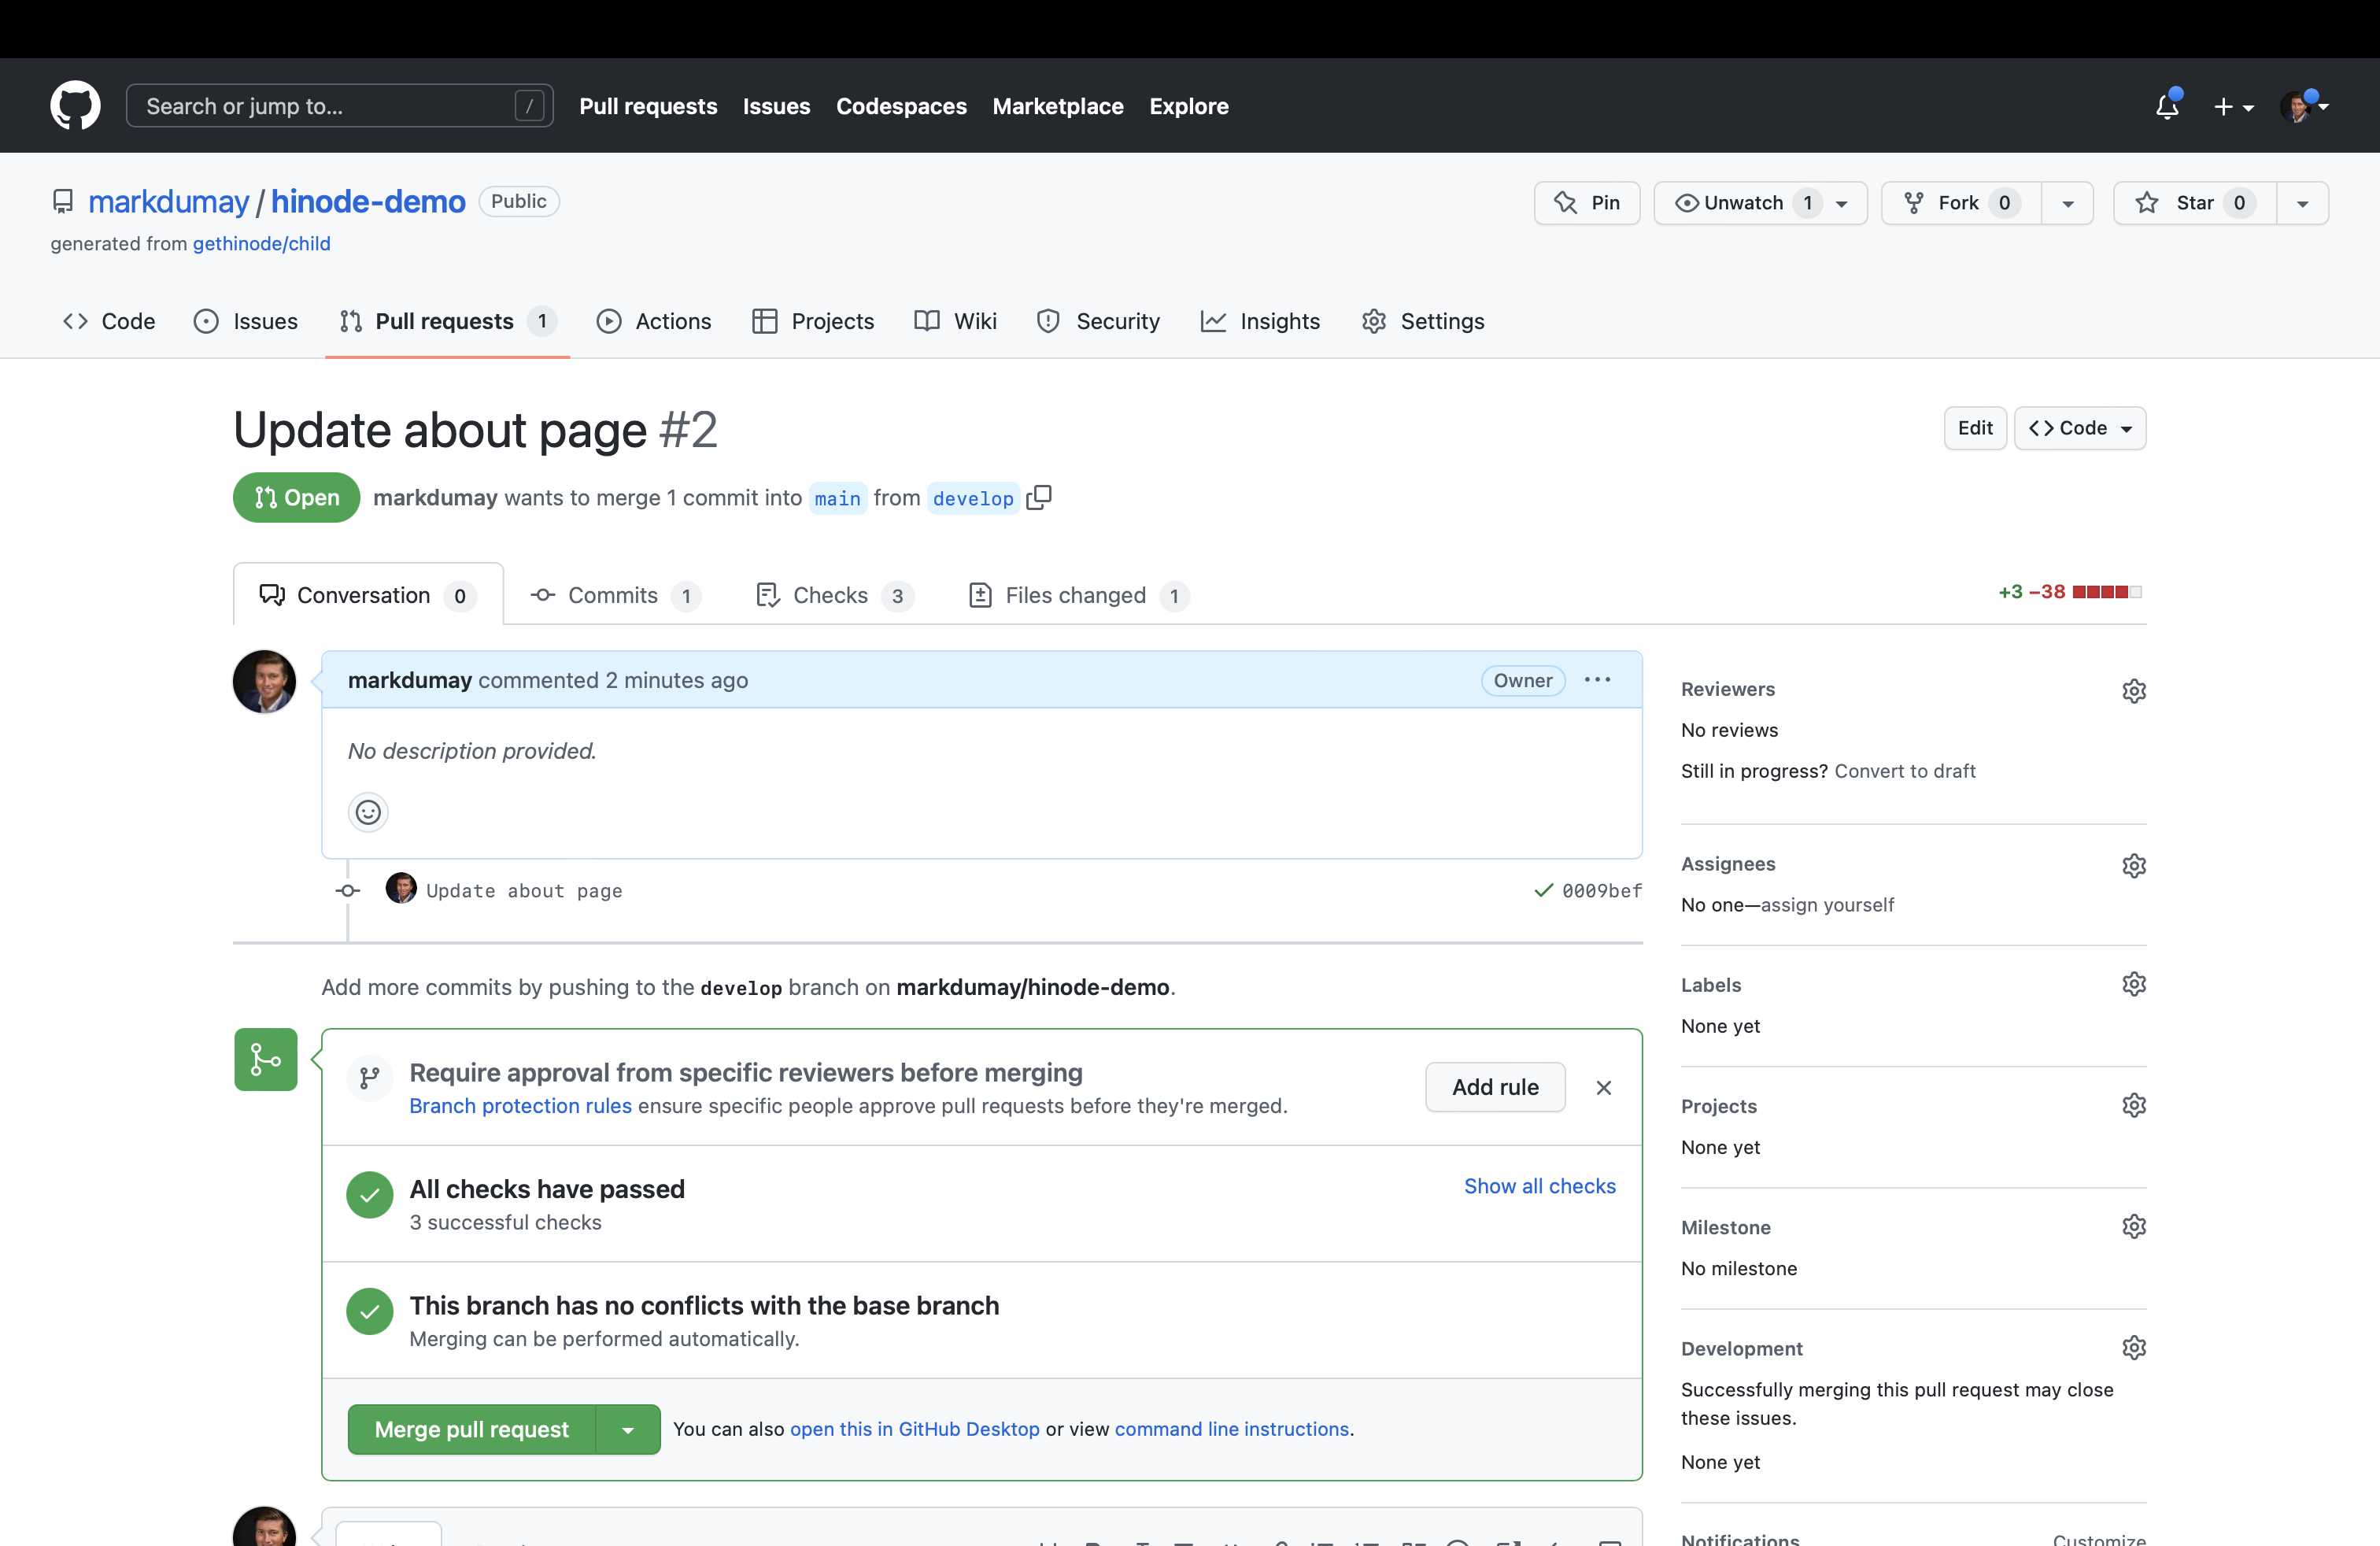 Search or jump to... /
Pull requests Issues Codespaces Marketplace Explore
markdumay / hinode-demo Public
Pin Unwatch 1 Fork 0 Star 0
generated from gethinode/child
Code Issues Pull requests 1 Actions Projects Wiki Security Insights Settings
Update about page #2
Edit Code
Open markdumay wants to merge 1 commit into main from develop
Conversation 0 Commits 1 Checks 3 Files changed 1
+3 −38
markdumay commented 2 minutes ago
Owner
No description provided.
Update about page
0009bef
Add more commits by pushing to the develop branch on markdumay/hinode-demo.
Require approval from specific reviewers before merging
Branch protection rules ensure specific people approve pull requests before they're merged.
Add rule
All checks have passed
3 successful checks
Show all checks
This branch has no conflicts with the base branch
Merging can be performed automatically.
Merge pull request
You can also open this in GitHub Desktop or view command line instructions.
Reviewers
No reviews
Still in progress? Convert to draft
Assignees
No one—assign yourself
Labels
None yet
Projects
None yet
Milestone
No milestone
Development
Successfully merging this pull request may close
these issues.
None yet
Notifications
Customize